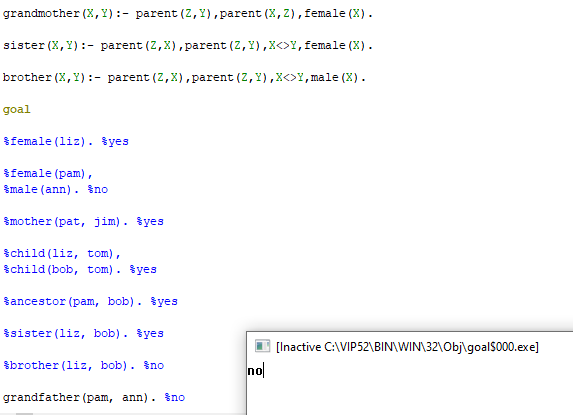 grandmother(X,Y):- parent(Z,Y),parent(X,Z),female(X).
sister(X,Y):- parent(Z,X),parent(Z,Y),X<>Y,female(X).
brother(X,Y):- parent(Z,X),parent(Z,Y),X<>Y,male(X).
goal
%female(liz). %yes
%female(pam),
%male(ann). %no
%mother(pat, jim). %yes
%child(liz, tom),
%child(bob, tom). %yes
%ancestor(pam, bob). %yes
%sister(liz, bob). %yes
%brother(liz, bob). %no
grandfather(pam, ann). %no
[Inactive C:\VIP52\BIN\WIN\32\Obj\goal$000.exe]
no